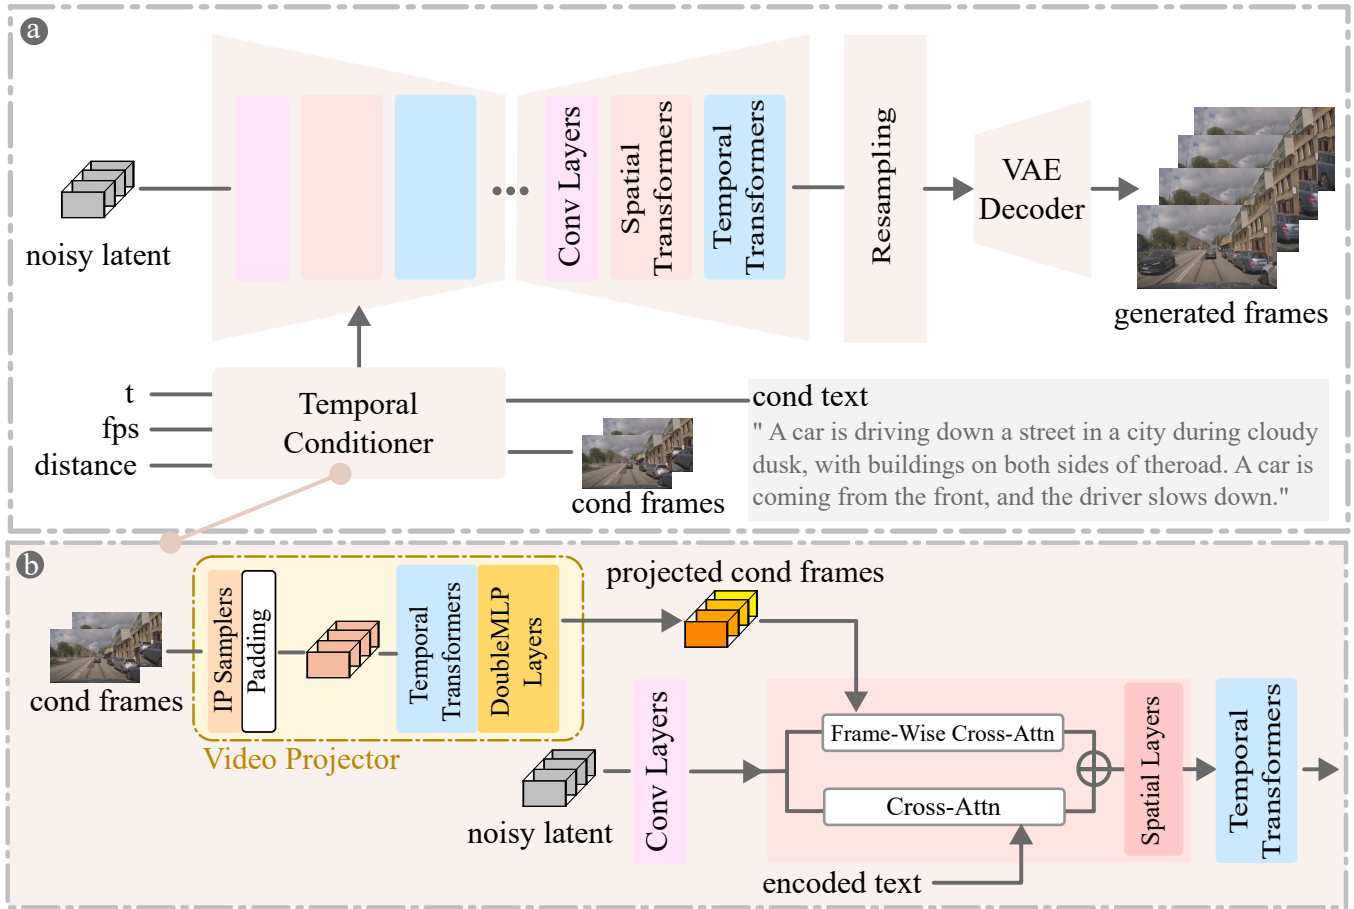 a
noisy latent
Conv Layers
Spatial
Transformers
Temporal
Transformers
Resampling
VAE
Decoder
generated frames
t
fps
distance
Temporal
Conditioner
cond text
" A car is driving down a street in a city during cloudy
dusk, with buildings on both sides of theroad. A car is
coming from the front, and the driver slows down."
cond frames
b
cond frames
IP Samplers
Padding
Temporal
Transformers
DoubleMLP
Layers
Video Projector
projected cond frames
noisy latent
Conv Layers
Frame-Wise Cross-Attn
Cross-Attn
encoded text
Spatial Layers
Temporal
Transformers